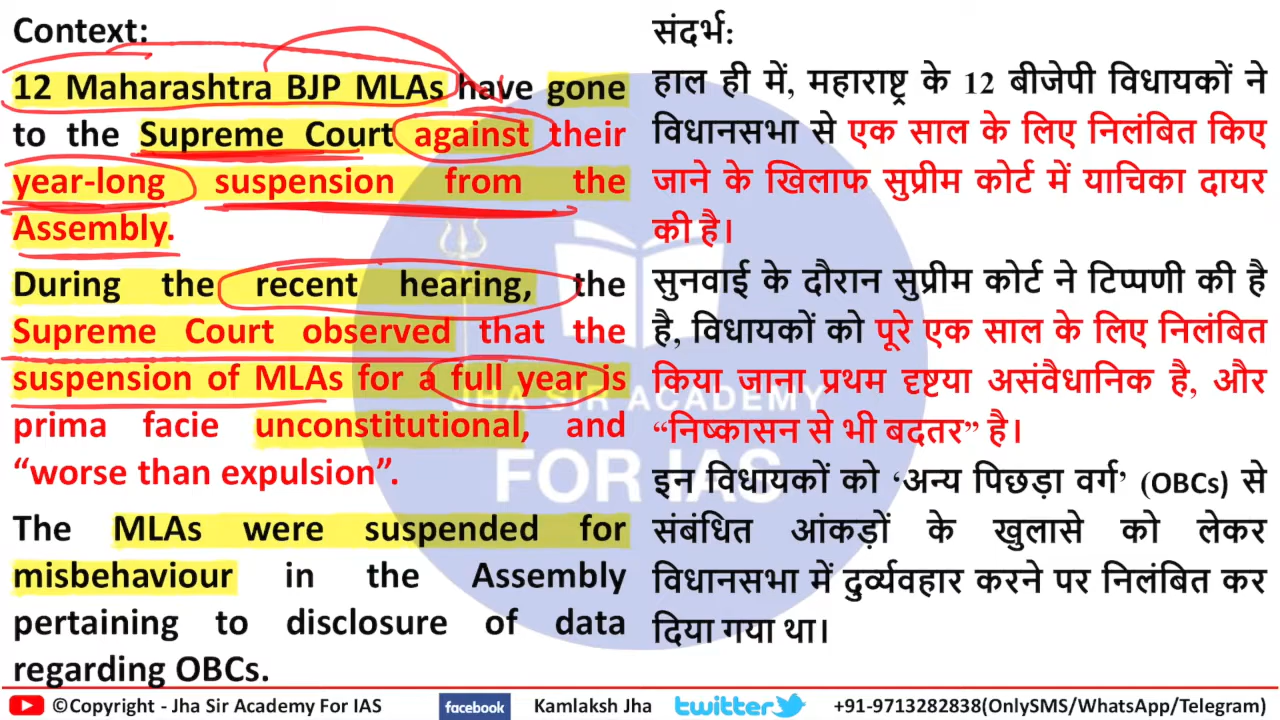 Context:
12 Maharashtra BJP MLAs have gone
to the Supreme Court against their
year-long suspension from the
Assembly.
During the recent hearing, the
Supreme Court observed that the
suspension of MLAs for a full year is
prima facie unconstitutional, and
“worse than expulsion”.
The MLAs were suspended for
misbehaviour in the Assembly
pertaining to disclosure of data
regarding OBCs.
संदर्भ:
हाल ही में, महाराष्ट्र के 12 बीजेपी विधायकों ने
विधानसभा से एक साल के लिए निलंबित किए
जाने के खिलाफ सुप्रीम कोर्ट में याचिका दायर
की है।
सुनवाई के दौरान सुप्रीम कोर्ट ने टिप्पणी की है
है, विधायकों को पूरे एक साल के लिए निलंबित
किया जाना प्रथम दृष्टया असंवैधानिक है, और
“निष्कासन से भी बदतर” है।
इन विधायकों को ‘अन्य पिछड़ा वर्ग’ (OBCs) से
संबंधित आंकड़ों के खुलासे को लेकर
विधानसभा में दुर्व्यवहार करने पर निलंबित कर
दिया गया था।
JHA SIR ACADEMY
FOR IAS
©Copyright - Jha Sir Academy For IAS facebook Kamlaksh Jha twitter +91-9713282838(OnlySMS/WhatsApp/Telegram)